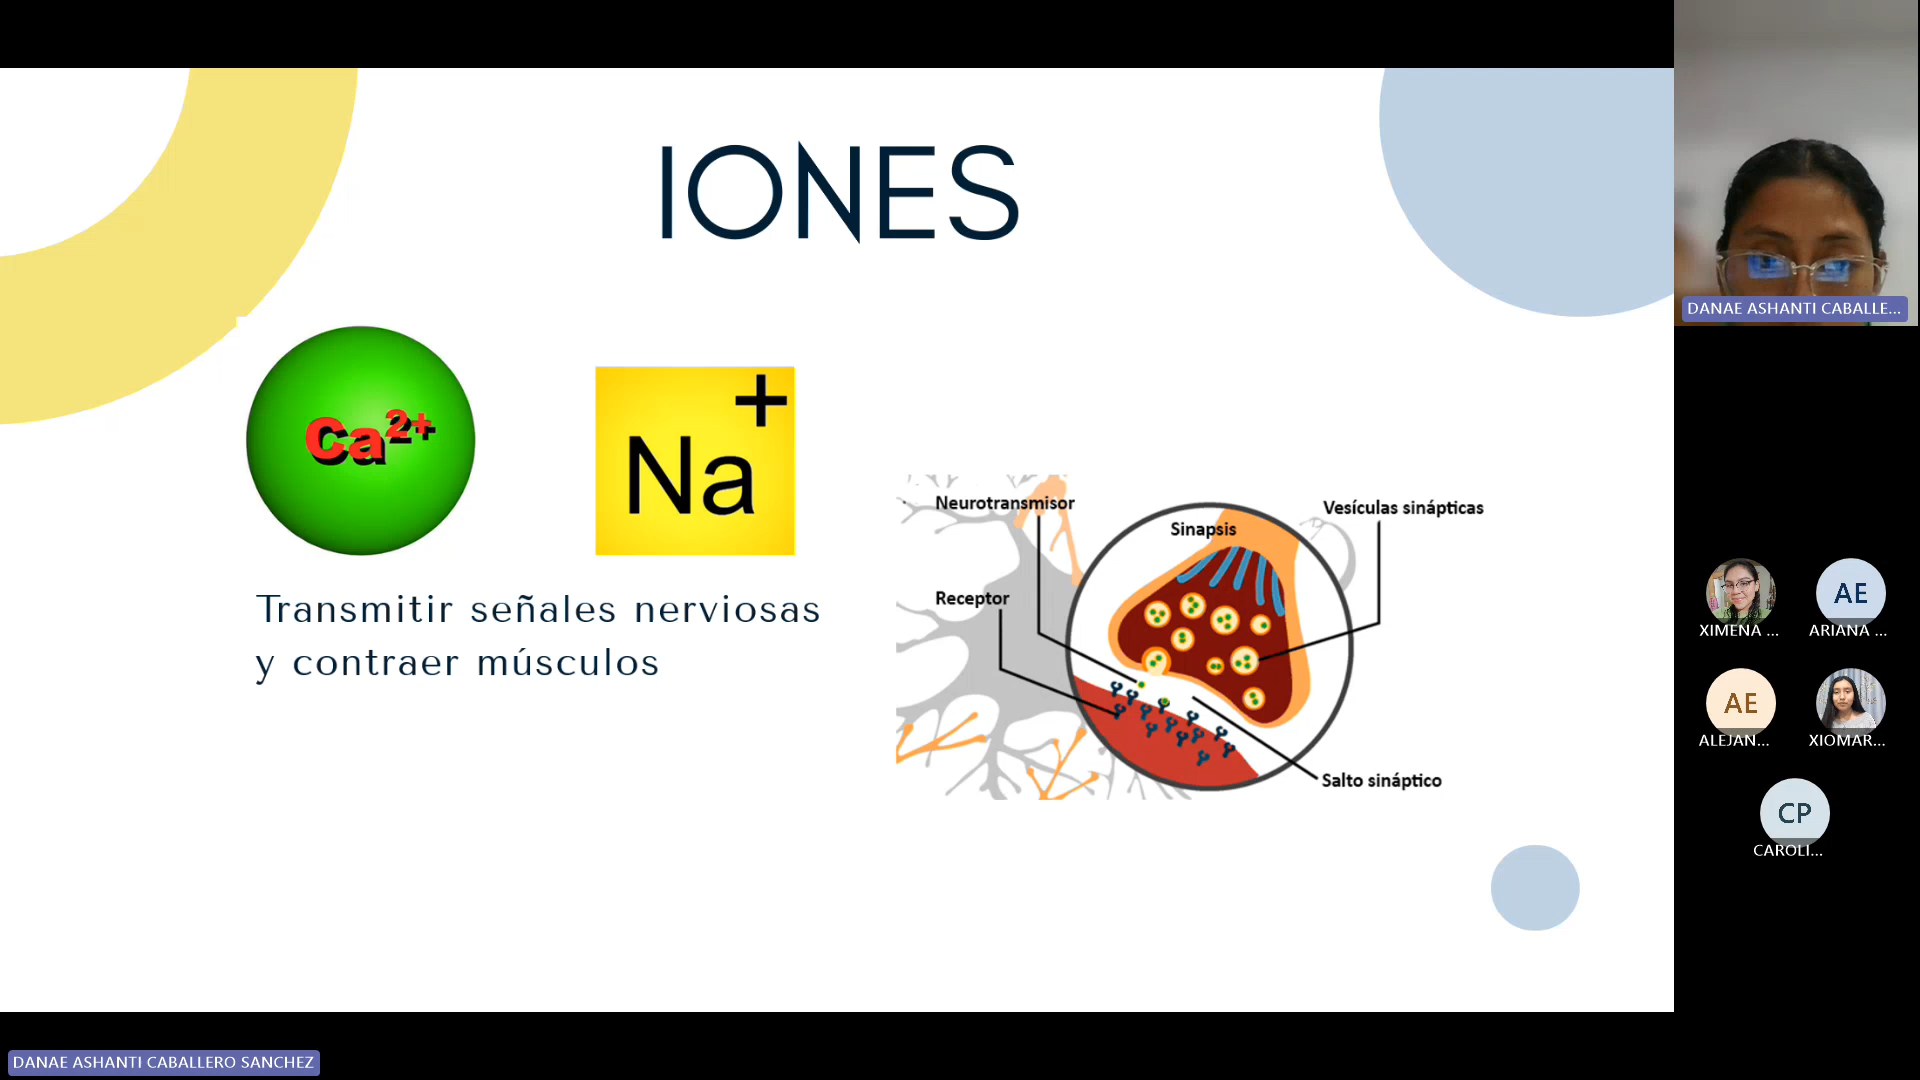 IONES
Ca2+
Na+
Transmitir señales nerviosas
y contraer músculos
Neurotransmisor
Sinapsis
Vesículas sinápticas
Receptor
Salto sináptico
DANAE ASHANTI CABALLE...
XIMENA ...
AE
ARIANA ...
AE
ALEJAN...
XIOMAR...
CP
CAROLI...
DANAE ASHANTI CABALLERO SANCHEZ